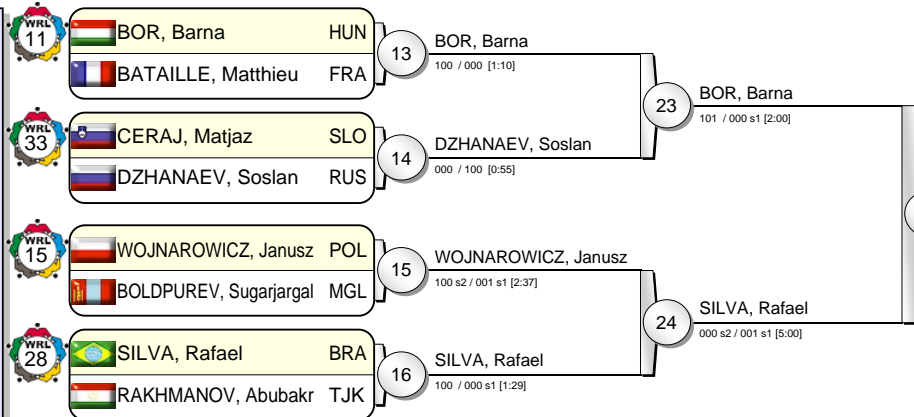 WRL
11
BOR, Barna HUN
BATAILLE, Matthieu FRA
13
BOR, Barna
100 / 000 [1:10]
WRL
33
CERAJ, Matjaz SLO
DZHANAEV, Soslan RUS
14
DZHANAEV, Soslan
000 / 100 [0:55]
23
BOR, Barna
101 / 000 s1 [2:00]
WRL
15
WOJNAROWICZ, Janusz POL
BOLDPUREV, Sugarjargal MGL
15
WOJNAROWICZ, Janusz
100 s2 / 001 s1 [2:37]
WRL
28
SILVA, Rafael BRA
RAKHMANOV, Abubakr TJK
16
SILVA, Rafael
100 / 000 s1 [1:29]
24
SILVA, Rafael
000 s2 / 001 s1 [5:00]